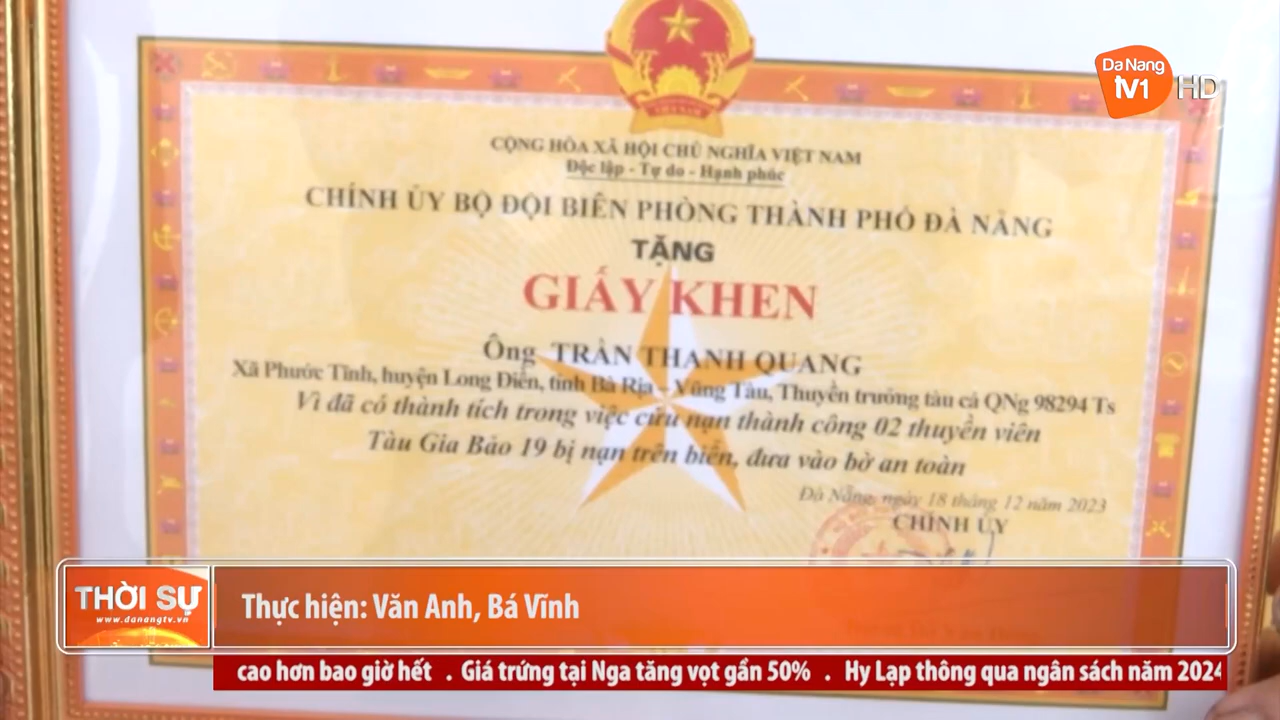 Da Nang
tv1 HD
CỘNG HÒA XÃ HỘI CHỦ NGHĨA VIỆT NAM
Độc lập - Tự do - Hạnh phúc
CHÍNH ỦY BỘ ĐỘI BIÊN PHÒNG THÀNH PHỐ ĐÀ NẴNG
TẶNG
GIẤY KHEN
Ông TRẦN THANH QUANG
Xã Phước Tĩnh, huyện Long Điền, tỉnh Bà Rịa – Vũng Tàu, Thuyền trưởng tàu cá QNg 98294 Ts
Vì đã có thành tích trong việc cứu nạn thành công 02 thuyền viên
Tàu Gia Bảo 19 bị nạn trên biển, đưa vào bờ an toàn
Đà Nẵng, ngày 18 tháng 12 năm 2023
CHÍNH ỦY
THỜI SỰ
www.danangtv.vn
Thực hiện: Văn Anh, Bá Vĩnh
cao hơn bao giờ hết . Giá trứng tại Nga tăng vọt gần 50% . Hy Lạp thông qua ngân sách năm 2024